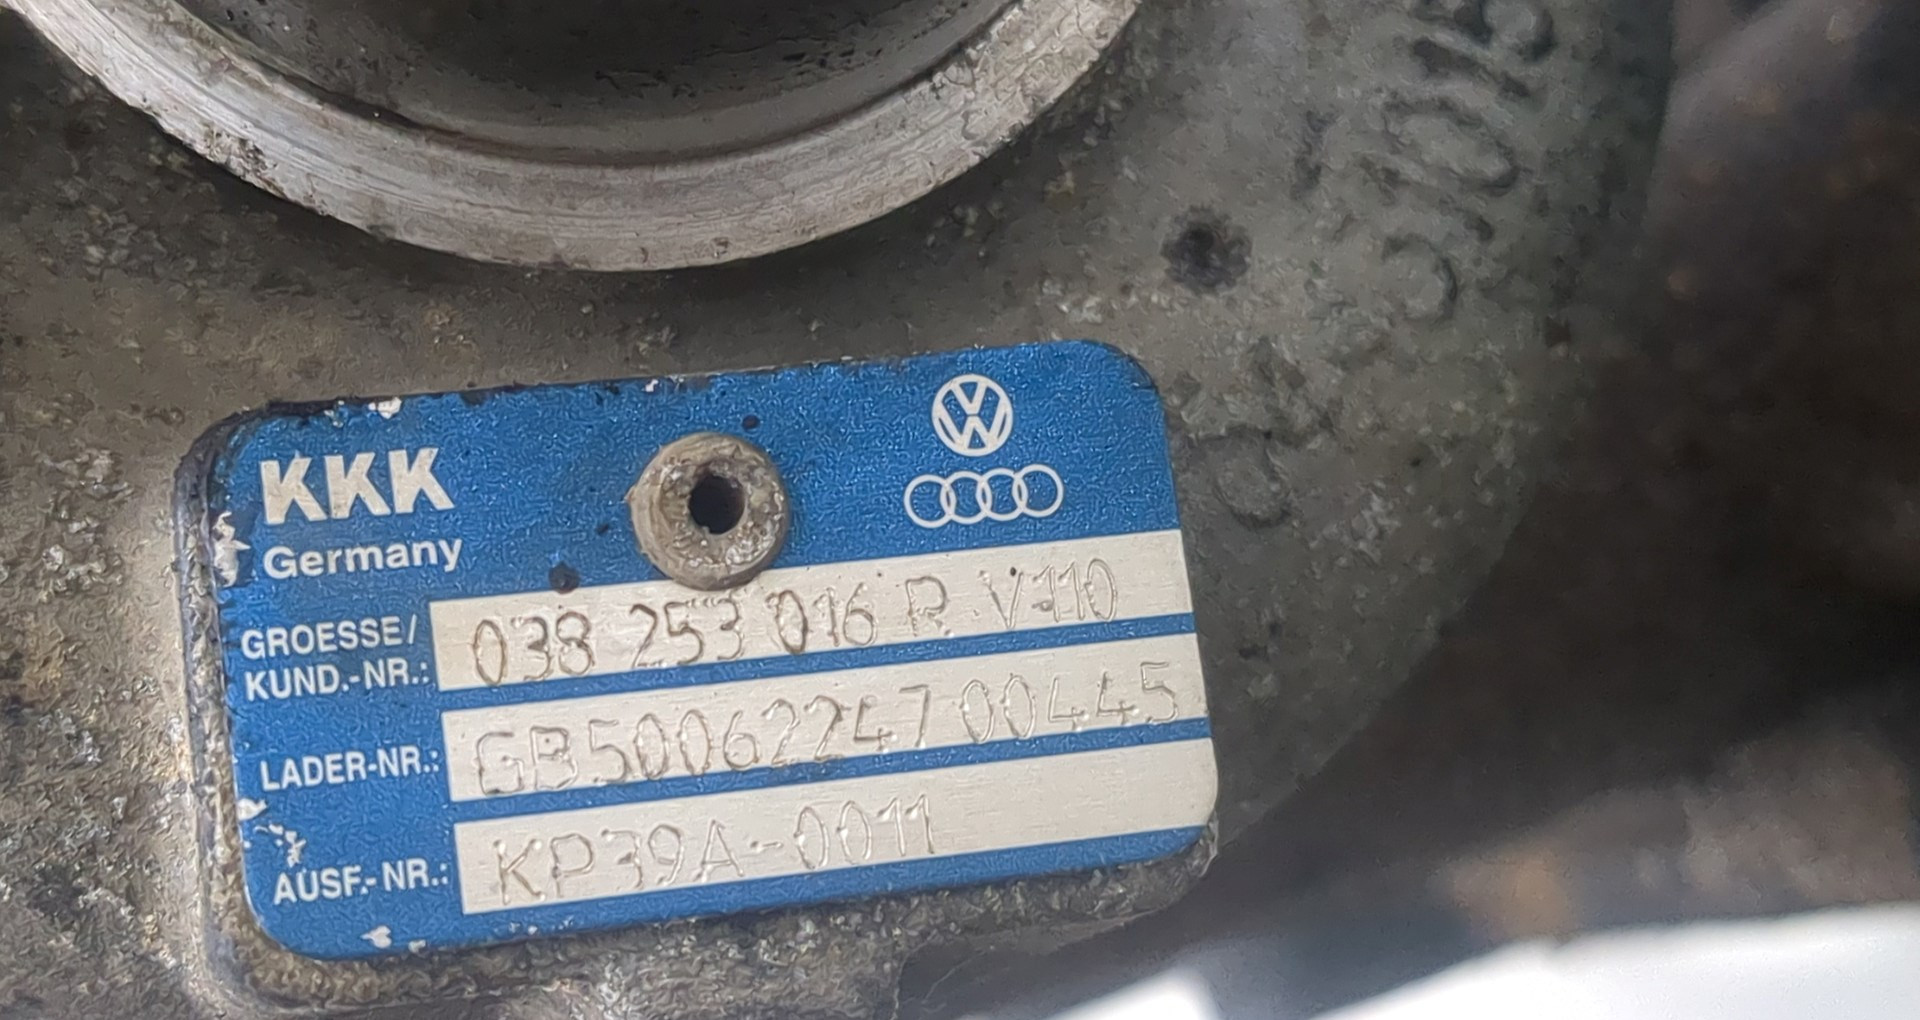 KKK
Germany
GROESSE/
KUND.-NR.: 038 253 016 R V110
LADER-NR.: GB50062247 00445
AUSF.-NR.: KP39A-0011